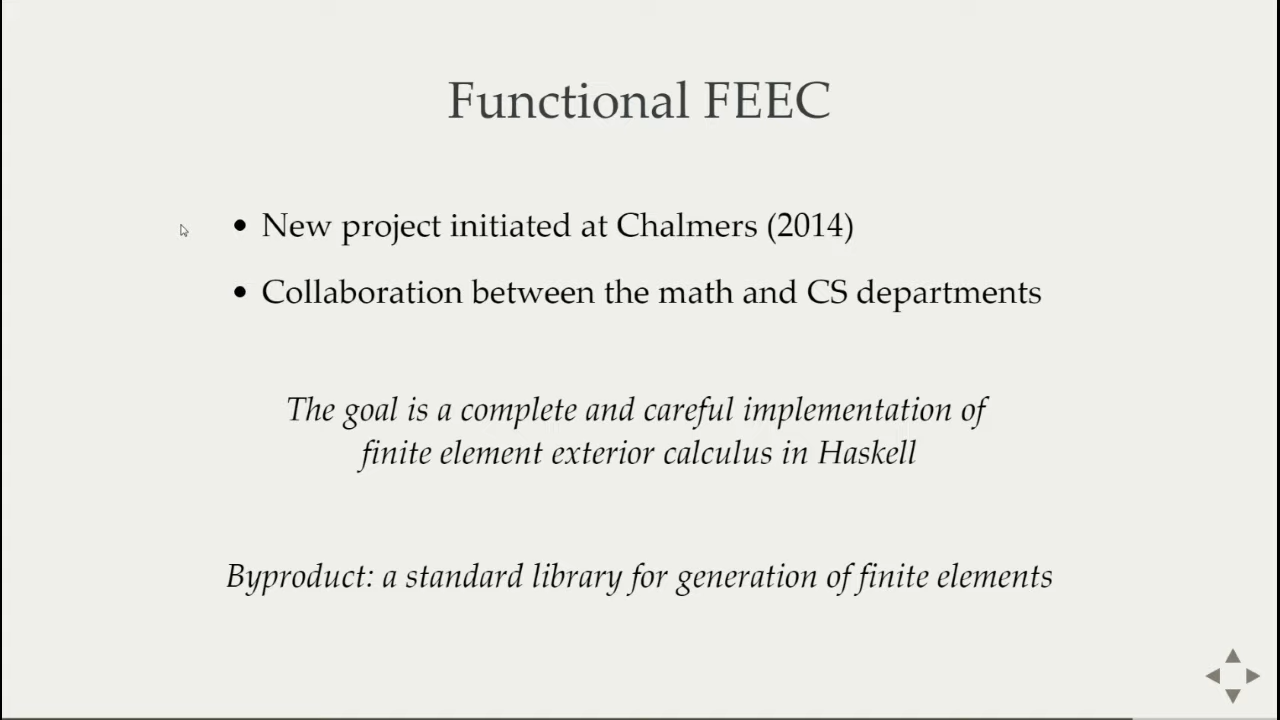 Functional FEEC
• New project initiated at Chalmers (2014)
• Collaboration between the math and CS departments
The goal is a complete and careful implementation of
finite element exterior calculus in Haskell
Byproduct: a standard library for generation of finite elements